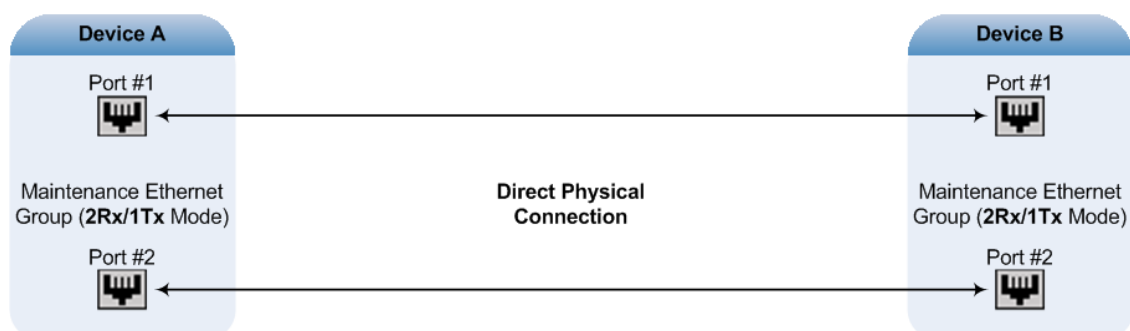 Device A
Port #1
Maintenance Ethernet
Group (2Rx/1Tx Mode)
Port #2
Direct Physical
Connection
Device B
Port #1
Maintenance Ethernet
Group (2Rx/1Tx Mode)
Port #2